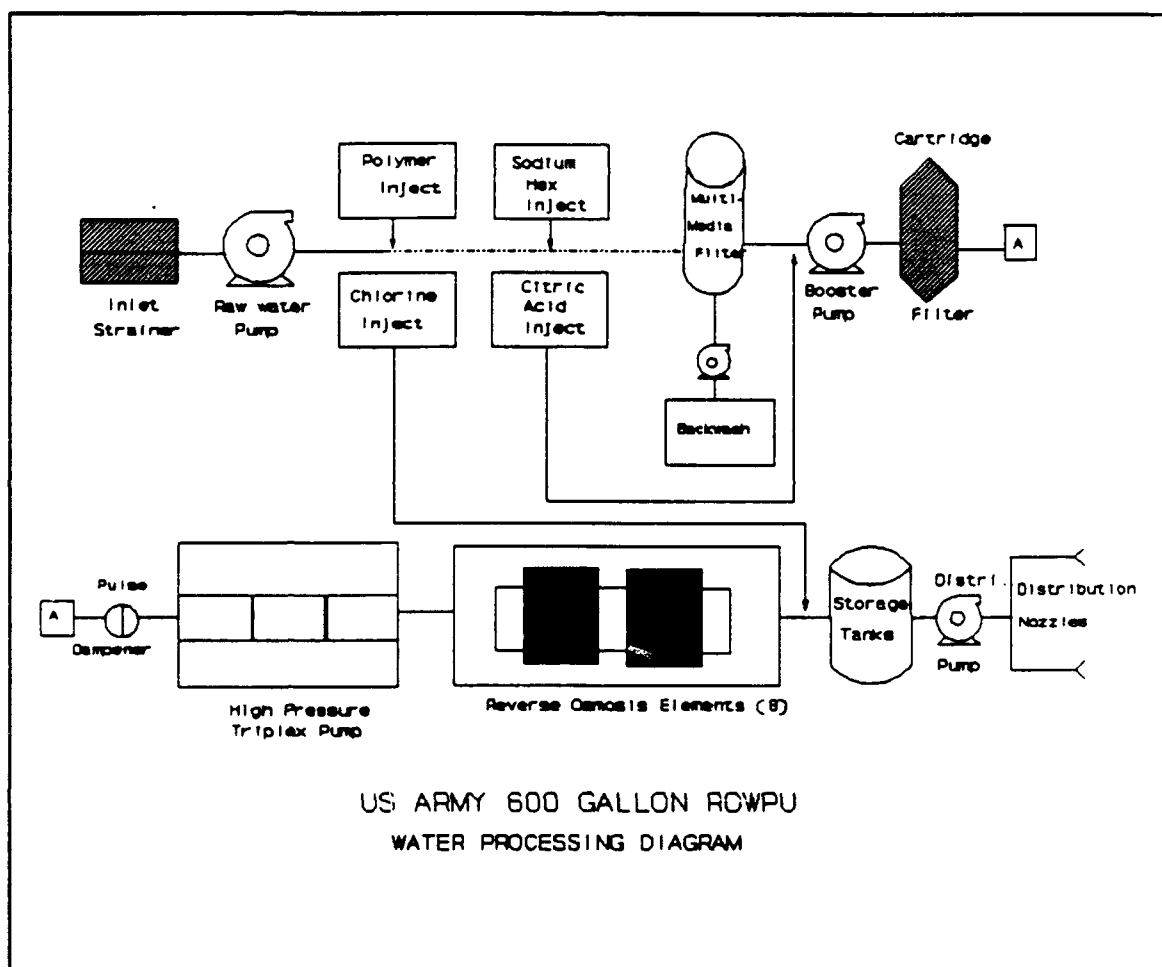 Cartridge
Polymer
Inject
Sodium
Hex
Inject
Multi-
Media
Filter
A
Inlet
Strainer
Raw water
Pump
Chlorine
Inject
Citric
Acid
Inject
Booster
Pump
Filter
Backwash
A
Pulse
Dampener
High Pressure
Triplex Pump
Reverse Osmosis Elements (8)
Storage
Tanks
Distri.
Pump
Distribution
Nozzles
US ARMY 600 GALLON ROWPU
WATER PROCESSING DIAGRAM